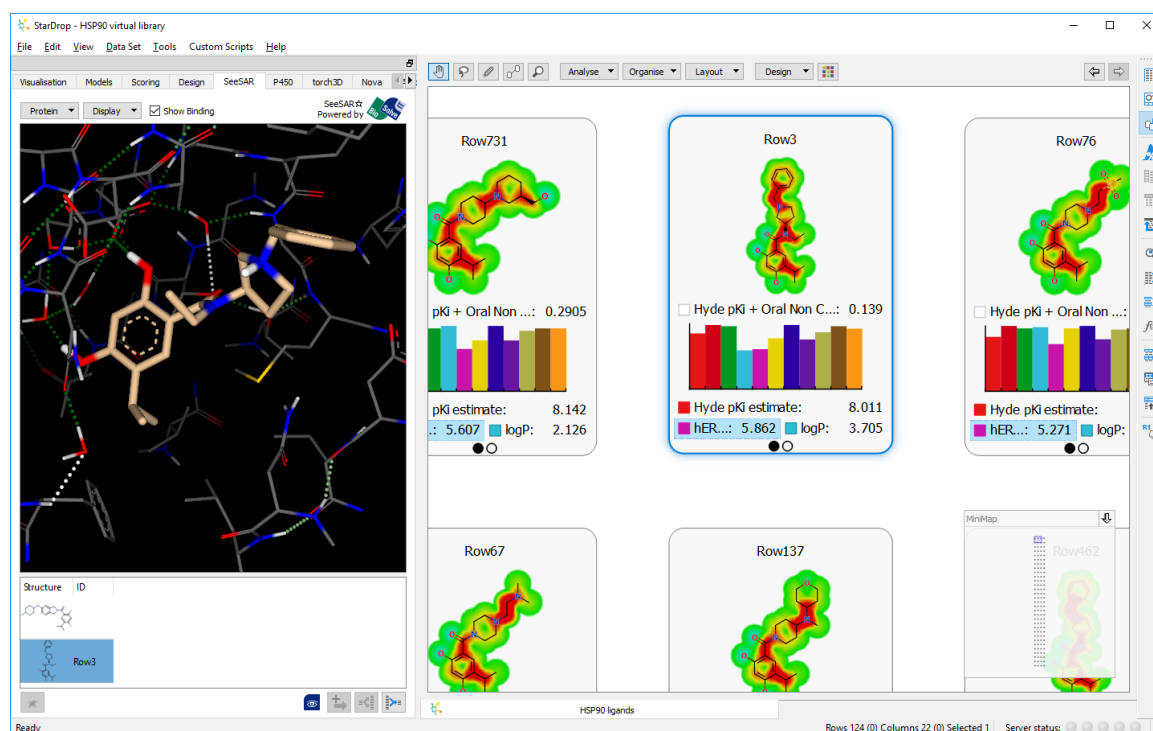 StarDrop - HSP90 virtual library
File Edit View Data Set Tools Custom Scripts Help
Visualisation Models Scoring Design SeeSAR P450 torch3D Nova
Protein Display Show Binding
SeeSAR☆
Powered by
Bio Solve
Analyse Organise Layout Design
Row731
pKi + Oral Non ...: 0.2905
pKi estimate: 8.142
..: 5.607 logP: 2.126
Row3
Hyde pKi + Oral Non C...: 0.139
Hyde pKi estimate: 8.011
hER...: 5.862 logP: 3.705
Row76
Hyde pKi + Oral Non ...:
Hyde pKi estimate:
hER...: 5.271 logP:
Row67
Row137
MiniMap
Row462
Structure ID
Row3
HSP90 ligands
Ready
Rows 124 (0) Columns 22 (0) Selected 1 Server status: